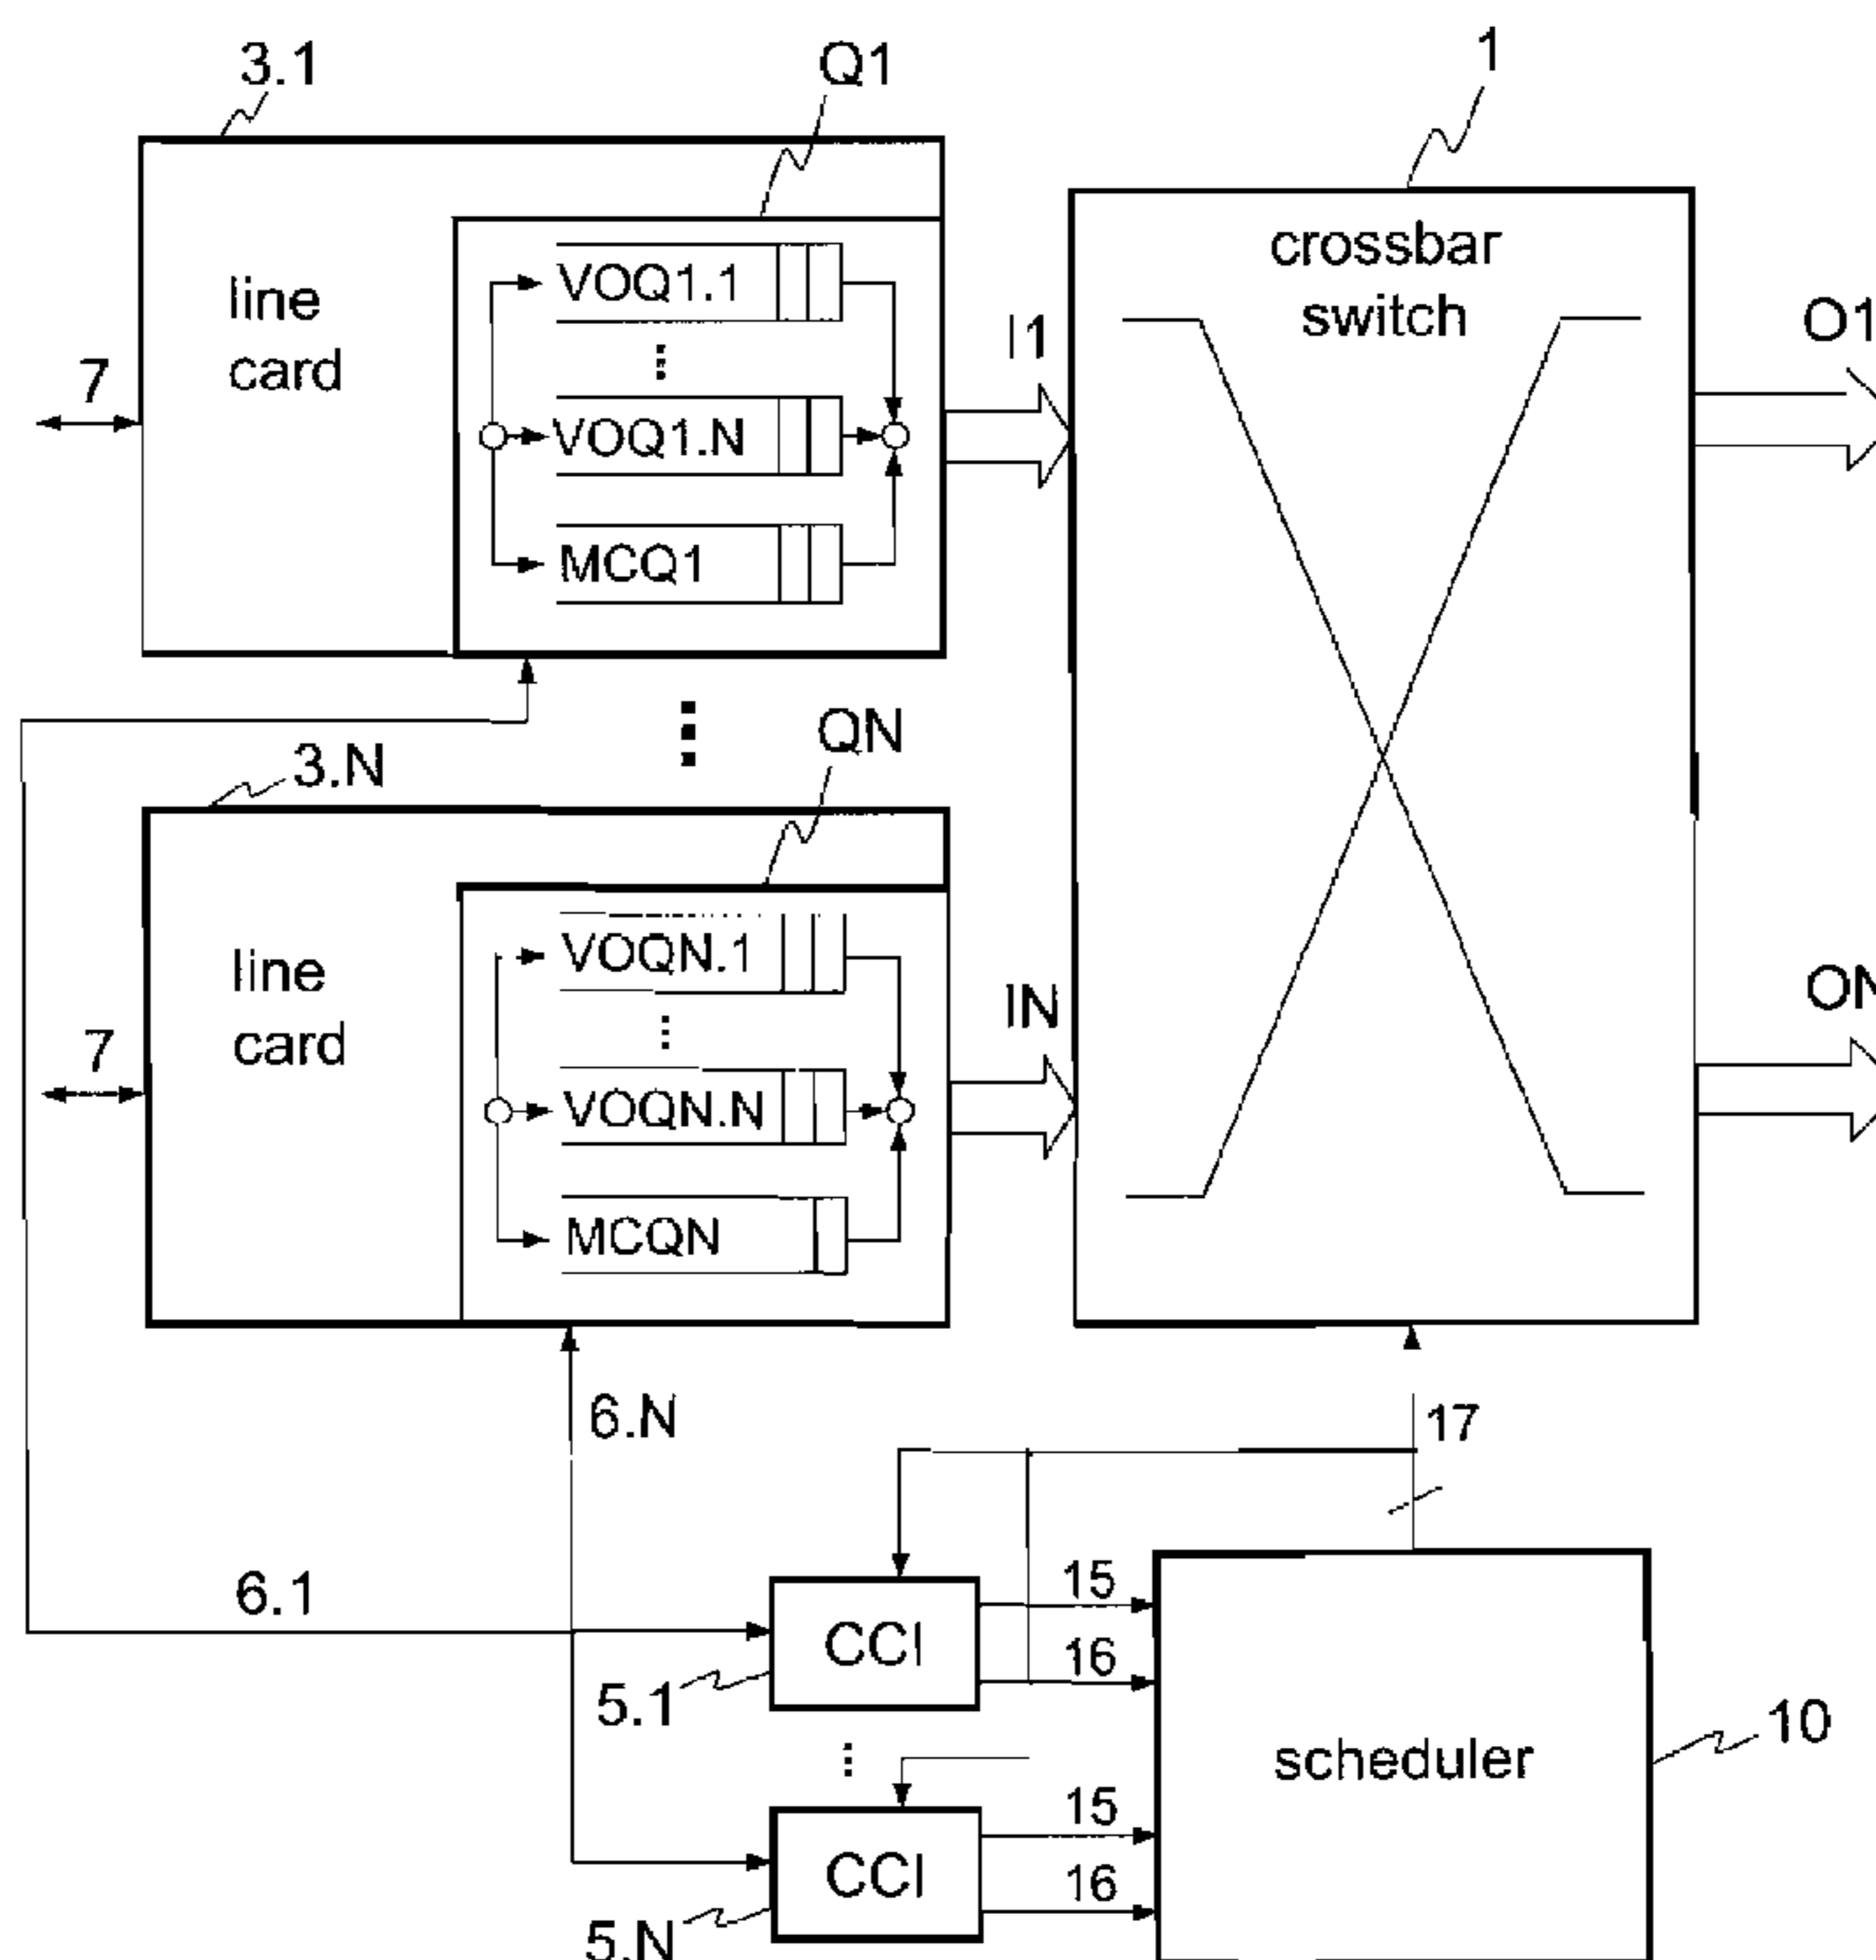 3.1
Q1
1
line
card
7
VOQ1.1
VOQ1.N
MCQ1
I1
crossbar
switch
O1
3.N
QN
line
card
7
VOQN.1
VOQN.N
MCQN
IN
ON
6.N
17
6.1
CCI
15
16
5.1
scheduler
10
CCI
15
16
5.N